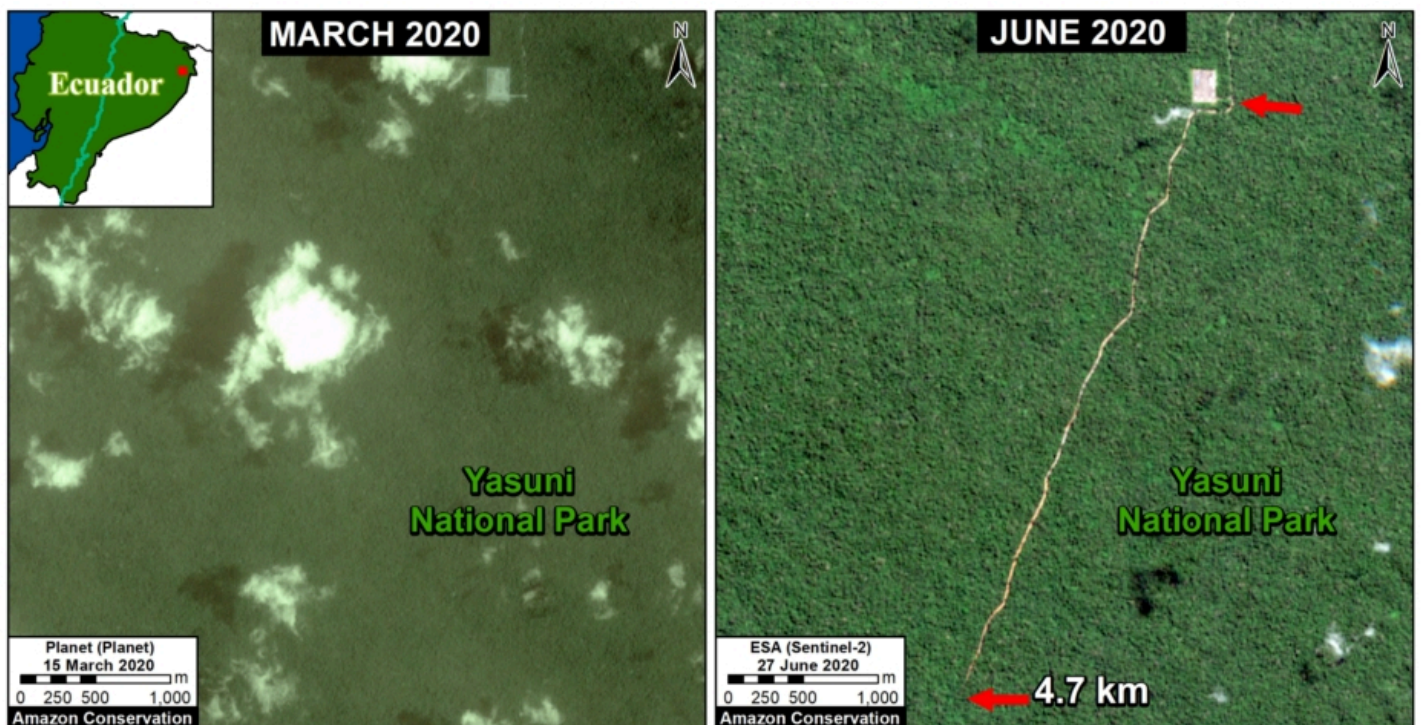 MARCH 2020
N
Ecuador
Yasuni
National Park
Planet (Planet)
15 March 2020
m
0 250 500 1,000
Amazon Conservation
JUNE 2020
N
Yasuni
National Park
ESA (Sentinel-2)
27 June 2020
m
0 250 500 1,000
Amazon Conservation
4.7 km